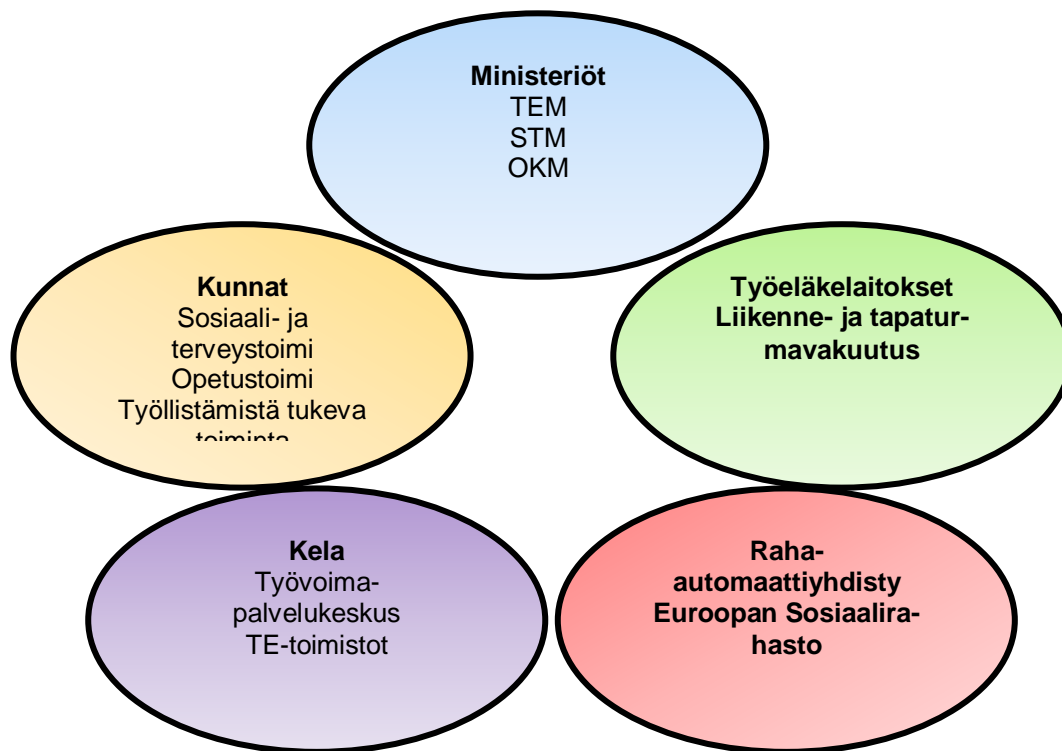 Ministeriöt
TEM
STM
OKM
Kunnat
Sosiaali- ja
terveystoimi
Opetustoimi
Työllistämistä tukeva
toiminta
Työeläkelaitokset
Liikenne- ja tapatur-
mavakuutus
Kela
Työvoima-
palvelukeskus
TE-toimistot
Raha-
automaattiyhdisty
Euroopan Sosiaalira-
hasto